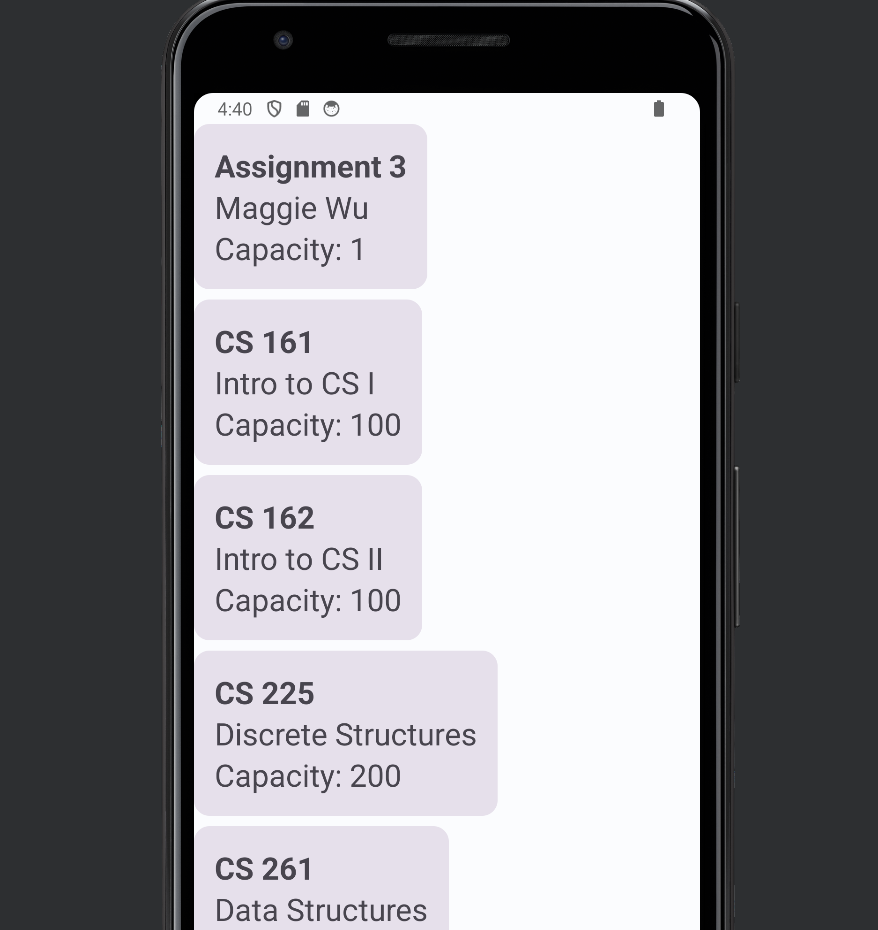 4:40
Assignment 3
Maggie Wu
Capacity: 1
CS 161
Intro to CS I
Capacity: 100
CS 162
Intro to CS II
Capacity: 100
CS 225
Discrete Structures
Capacity: 200
CS 261
Data Structures